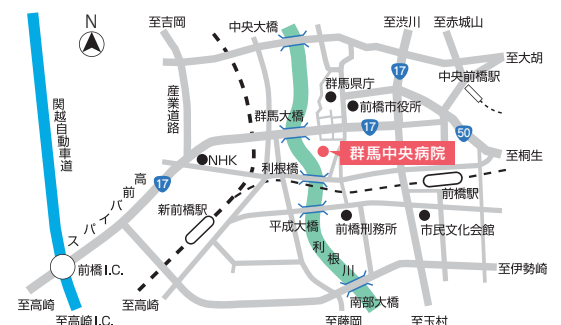 至吉岡
中央大橋
至渋川
至赤城山
N
至大胡
17
中央前橋駅
群馬県庁
前橋市役所
関越自動車道
産業道路
群馬大橋
17
50
群馬中央病院
NHK
利根橋
至桐生
高前バイパス
17
前橋駅
新前橋駅
平成大橋
前橋刑務所
市民文化会館
利根川
前橋I.C.
至伊勢崎
至高崎
至高崎
南部大橋
至高崎I.C.
至藤岡
至玉村